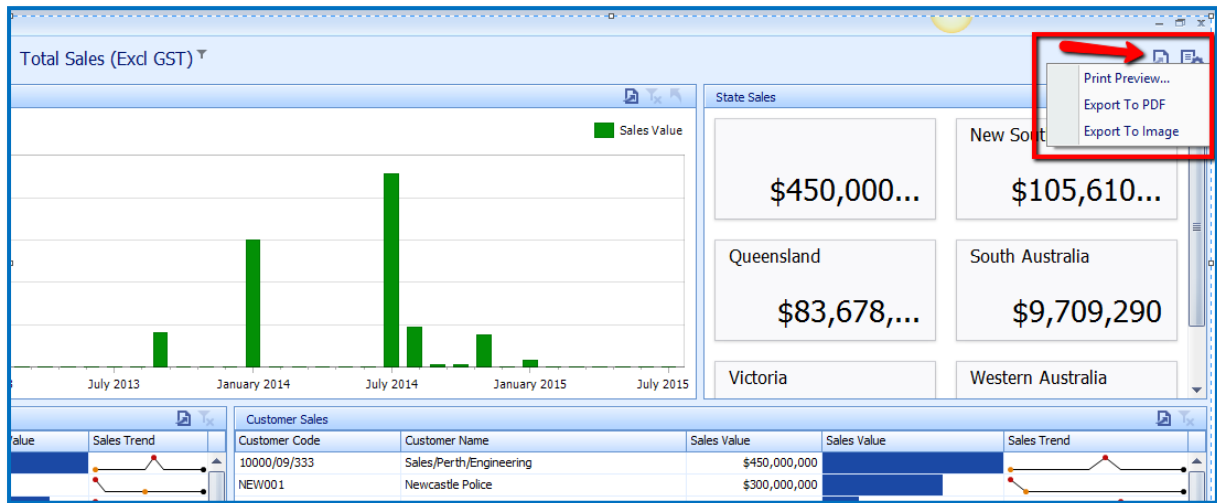 Total Sales (Excl GST)
Print Preview...
Export To PDF
Export To Image
State Sales
Sales Value
New Sout
$450,000...
$105,610...
Queensland
South Australia
$83,678,...
$9,709,290
Victoria
Western Australia
July 2013
January 2014
July 2014
January 2015
July 2015
Customer Sales
alue
Sales Trend
Customer Code
Customer Name
Sales Value
Sales Value
Sales Trend
10000/09/333
Sales/Perth/Engineering
$450,000,000
NEW001
Newcastle Police
$300,000,000